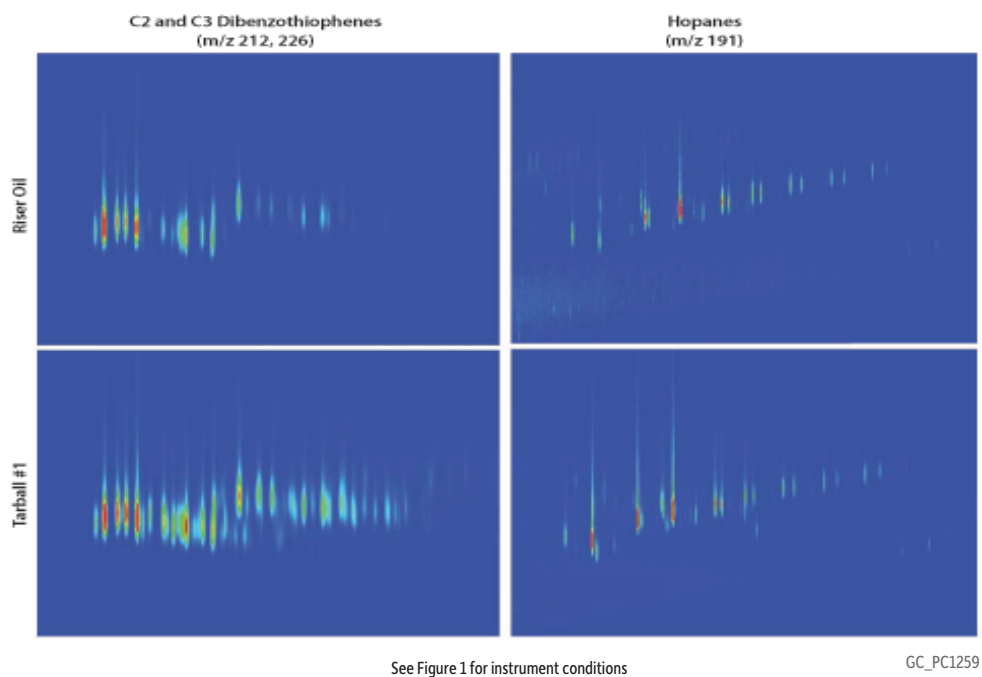 C2 and C3 Dibenzothiophenes
(m/z 212, 226)
Hopanes
(m/z 191)
Riser Oil
Tarball #1
See Figure 1 for instrument conditions
GC_PC1259